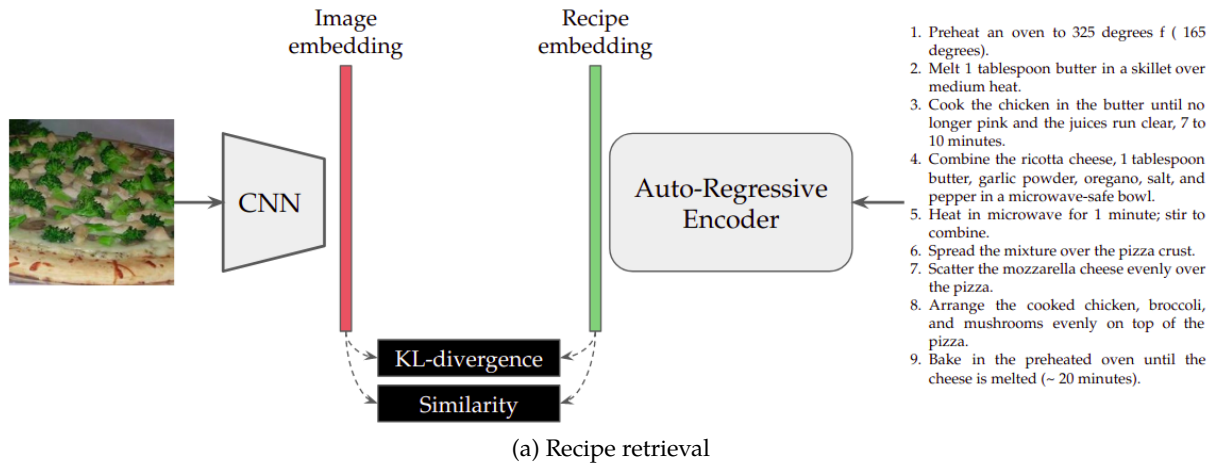 Image
embedding
Recipe
embedding
CNN
Auto-Regressive
Encoder
KL-divergence
Similarity
1. Preheat an oven to 325 degrees f ( 165
degrees).
2. Melt 1 tablespoon butter in a skillet over
medium heat.
3. Cook the chicken in the butter until no
longer pink and the juices run clear, 7 to
10 minutes.
4. Combine the ricotta cheese, 1 tablespoon
butter, garlic powder, oregano, salt, and
pepper in a microwave-safe bowl.
5. Heat in microwave for 1 minute; stir to
combine.
6. Spread the mixture over the pizza crust.
7. Scatter the mozzarella cheese evenly over
the pizza.
8. Arrange the cooked chicken, broccoli,
and mushrooms evenly on top of the
pizza.
9. Bake in the preheated oven until the
cheese is melted (~ 20 minutes).
(a) Recipe retrieval